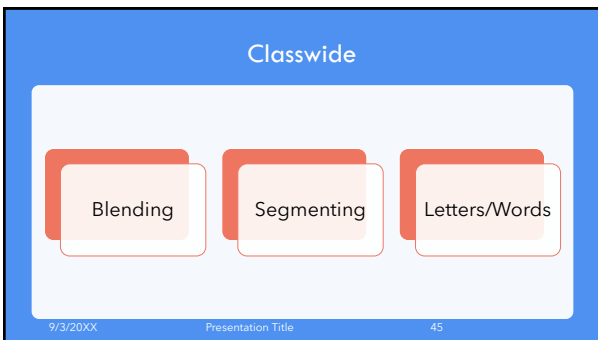 Classwide
Blending
Segmenting
Letters/Words
9/3/20XX
Presentation Title
45